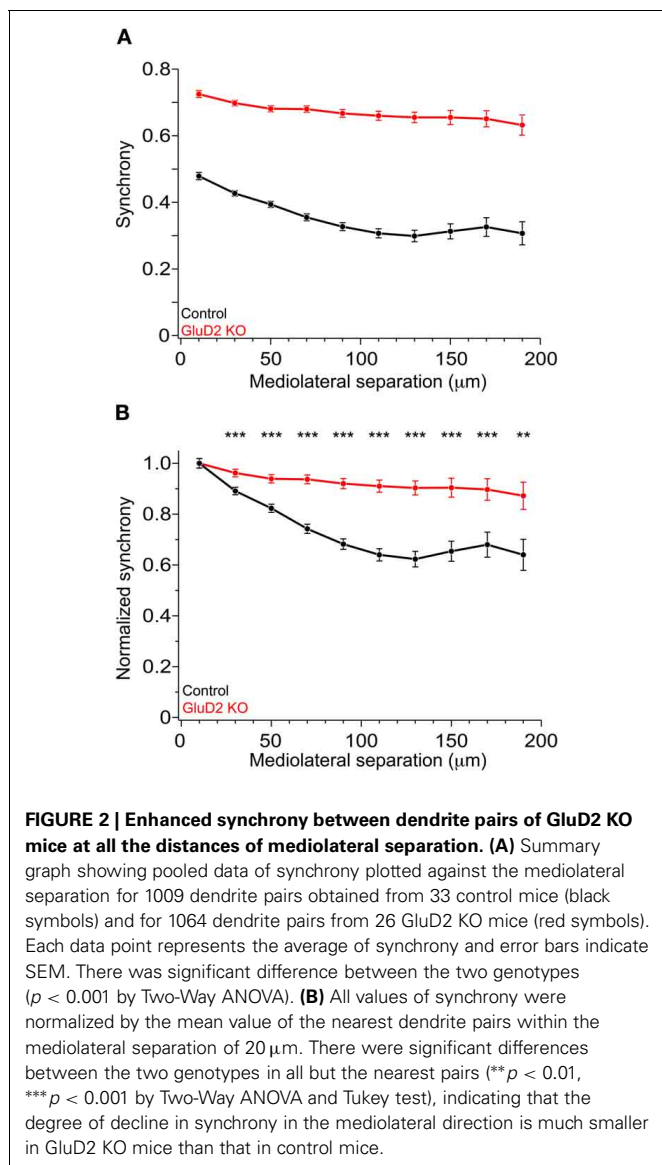 A
0.8
0.6
0.4
0.2
0
Synchrony
Control
GluD2 KO
0 50 100 150 200
Mediolateral separation (μm)
B
*** *** *** *** *** *** *** *** **
1.0
0.8
0.6
0.4
0.2
0
Normalized synchrony
Control
GluD2 KO
0 50 100 150 200
Mediolateral separation (μm)
FIGURE 2 | Enhanced synchrony between dendrite pairs of GluD2 KO
mice at all the distances of mediolateral separation. (A) Summary
graph showing pooled data of synchrony plotted against the mediolateral
separation for 1009 dendrite pairs obtained from 33 control mice (black
symbols) and for 1064 dendrite pairs from 26 GluD2 KO mice (red symbols).
Each data point represents the average of synchrony and error bars indicate
SEM. There was significant difference between the two genotypes
(p < 0.001 by Two-Way ANOVA). (B) All values of synchrony were
normalized by the mean value of the nearest dendrite pairs within the
mediolateral separation of 20 μm. There were significant differences
between the two genotypes in all but the nearest pairs (**p < 0.01,
***p < 0.001 by Two-Way ANOVA and Tukey test), indicating that the
degree of decline in synchrony in the mediolateral direction is much smaller
in GluD2 KO mice than that in control mice.